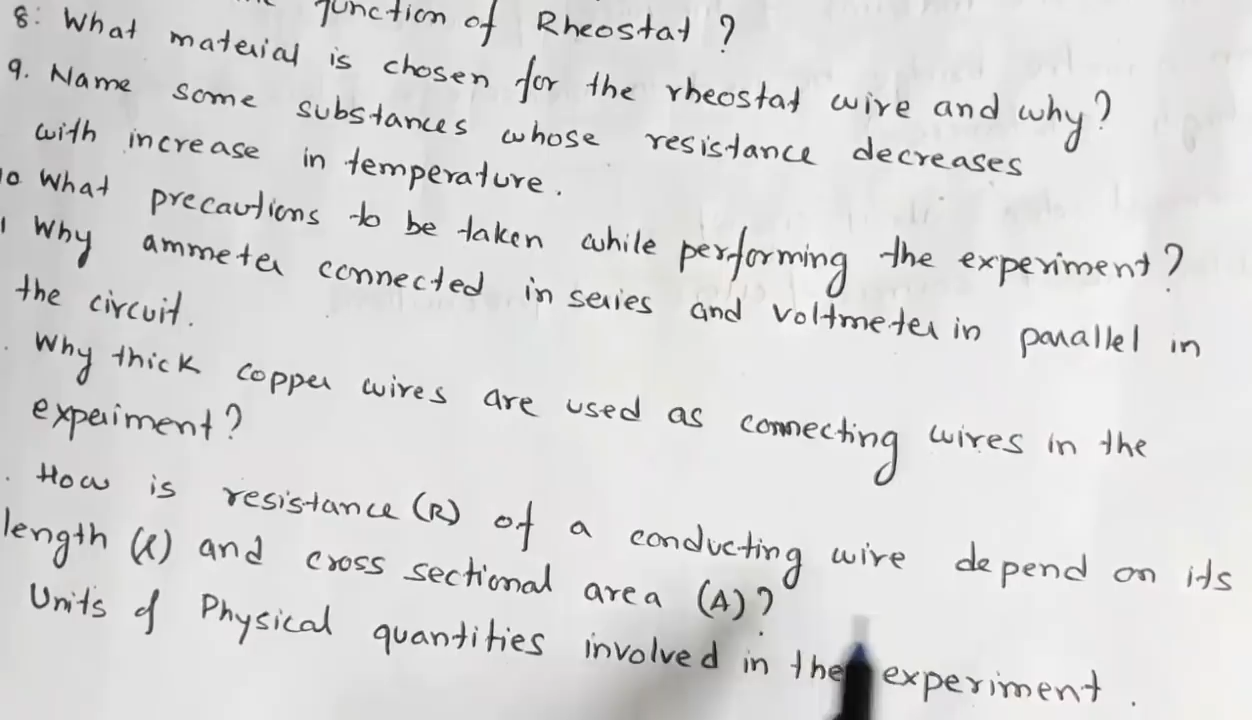 function of Rheostat ?
8. What material is chosen for the rheostat wire and why?
9. Name some substances whose resistance decreases
with increase in temperature.
10 What precautions to be taken while performing the experiment?
1 Why ammeter connected in series and voltmeter in parallel in
the circuit.
. Why thick copper wires are used as connecting wires in the
experiment?
. How is resistance (R) of a conducting wire depend on its
length (l) and cross sectional area (A)?
Units of Physical quantities involved in the experiment.